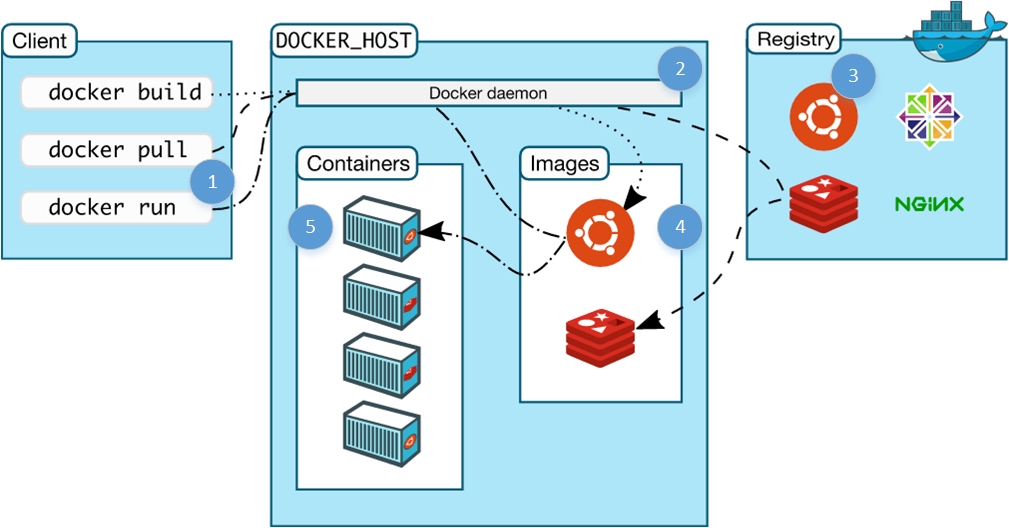 Client
docker build
docker pull
docker run
1
DOCKER_HOST
Docker daemon
2
Containers
5
Images
4
Registry
3
NGINX